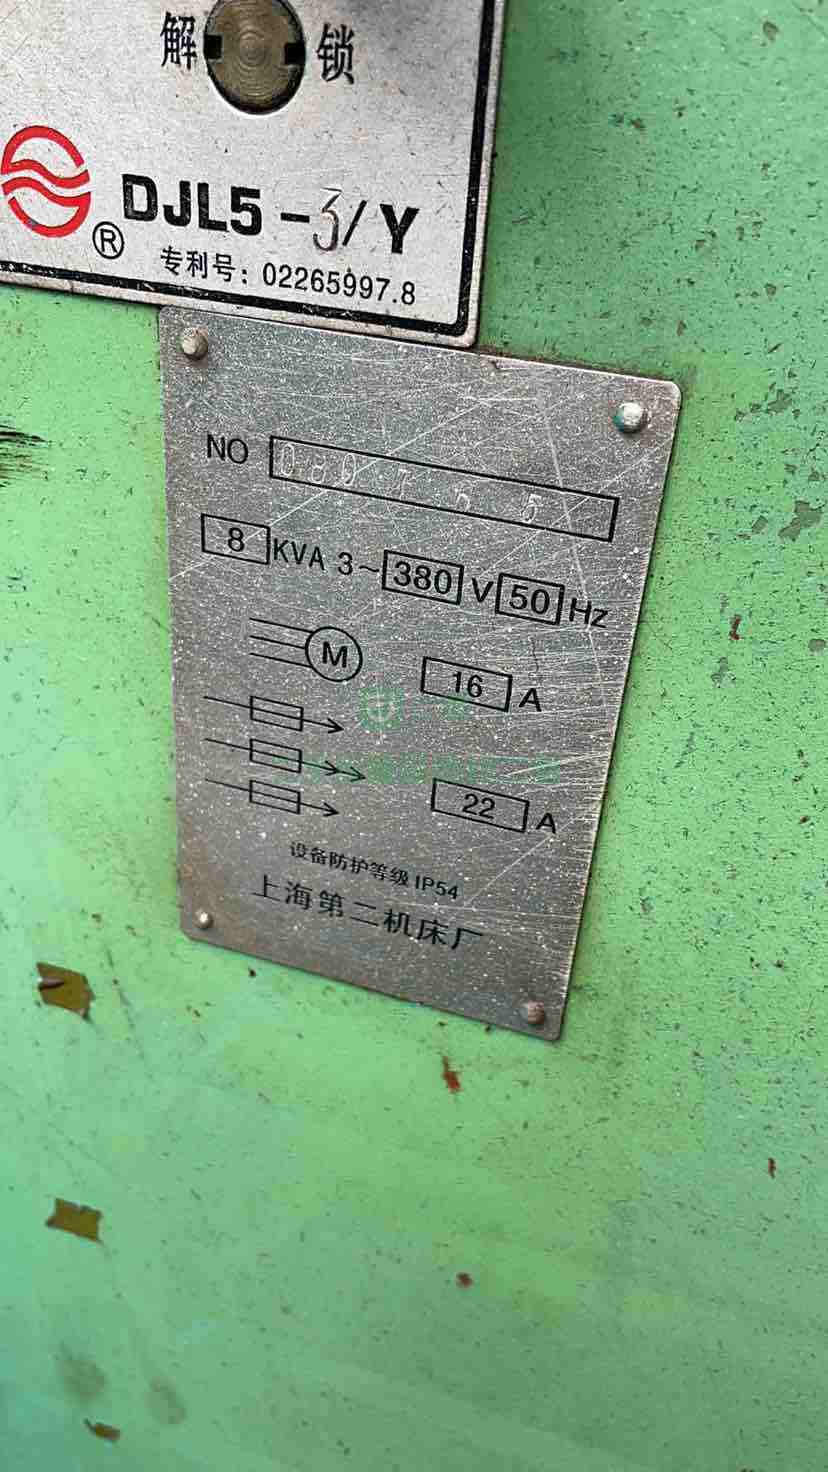 解 锁
DJL5-3/Y
®
专利号: 02265997.8
NO
8 KVA 3~ 380 V 50 Hz
M 16 A
22 A
设备防护等级 IP54
上海第二机床厂